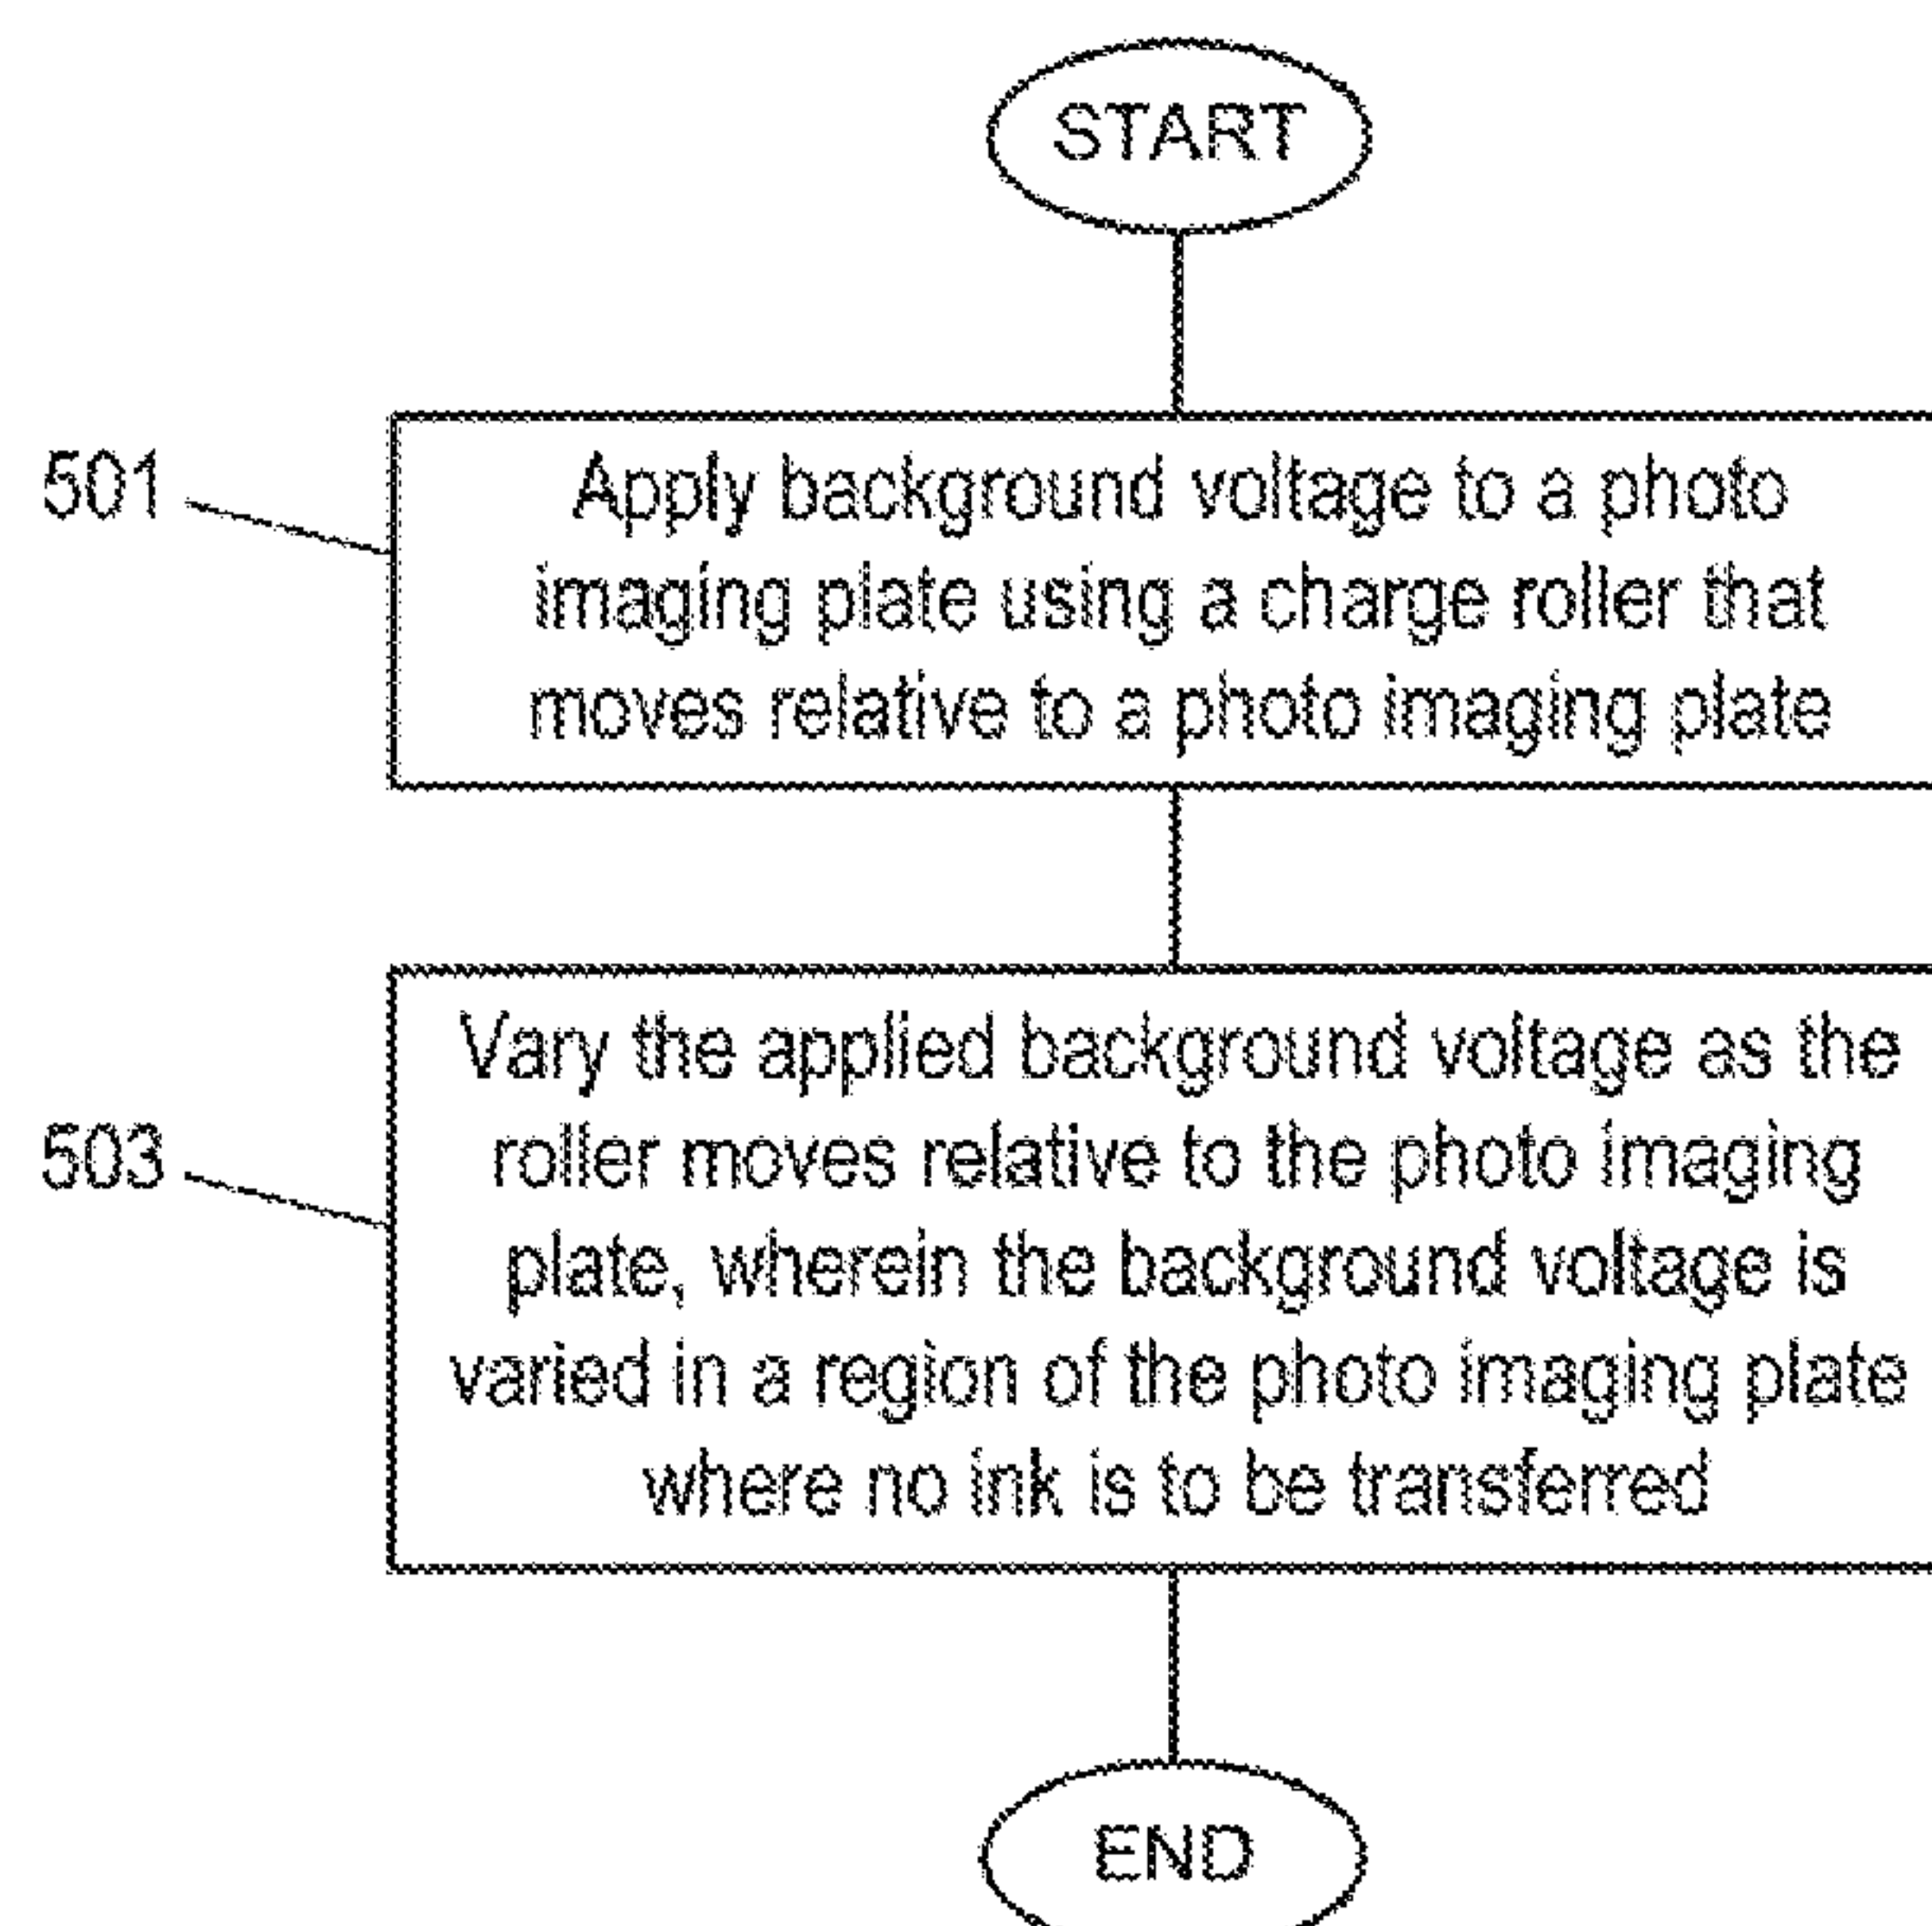 START
501
Apply background voltage to a photo
imaging plate using a charge roller that
moves relative to a photo imaging plate
503
Vary the applied background voltage as the
roller moves relative to the photo imaging
plate, wherein the background voltage is
varied in a region of the photo imaging plate
where no ink is to be transferred
END